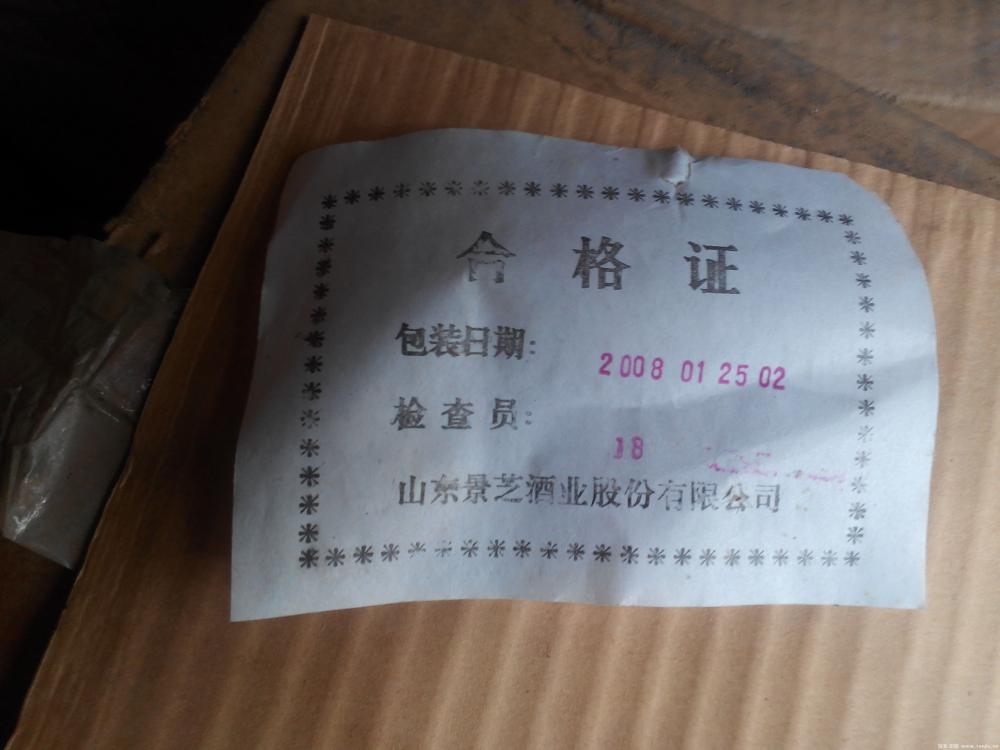 合格证
包装日期: 2008 01 25 02
检查员: 18
山东景芝酒业股份有限公司